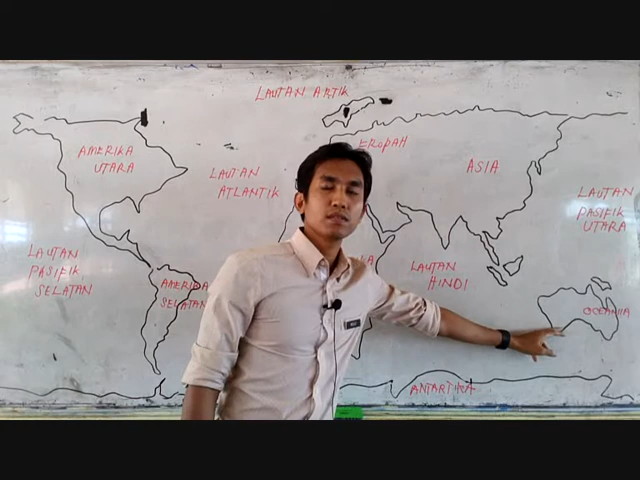 LAUTAN ARTIK
AMERIKA
UTARA
EROPAH
ASIA
LAUTAN
ATLANTIK
LAUTAN
PASIFIK
UTARA
LAUTAN
PASIFIK
SELATAN
AMERIKA
SELATAN
LAUTAN
HINDI
OCEANIA
ANTARTIKA